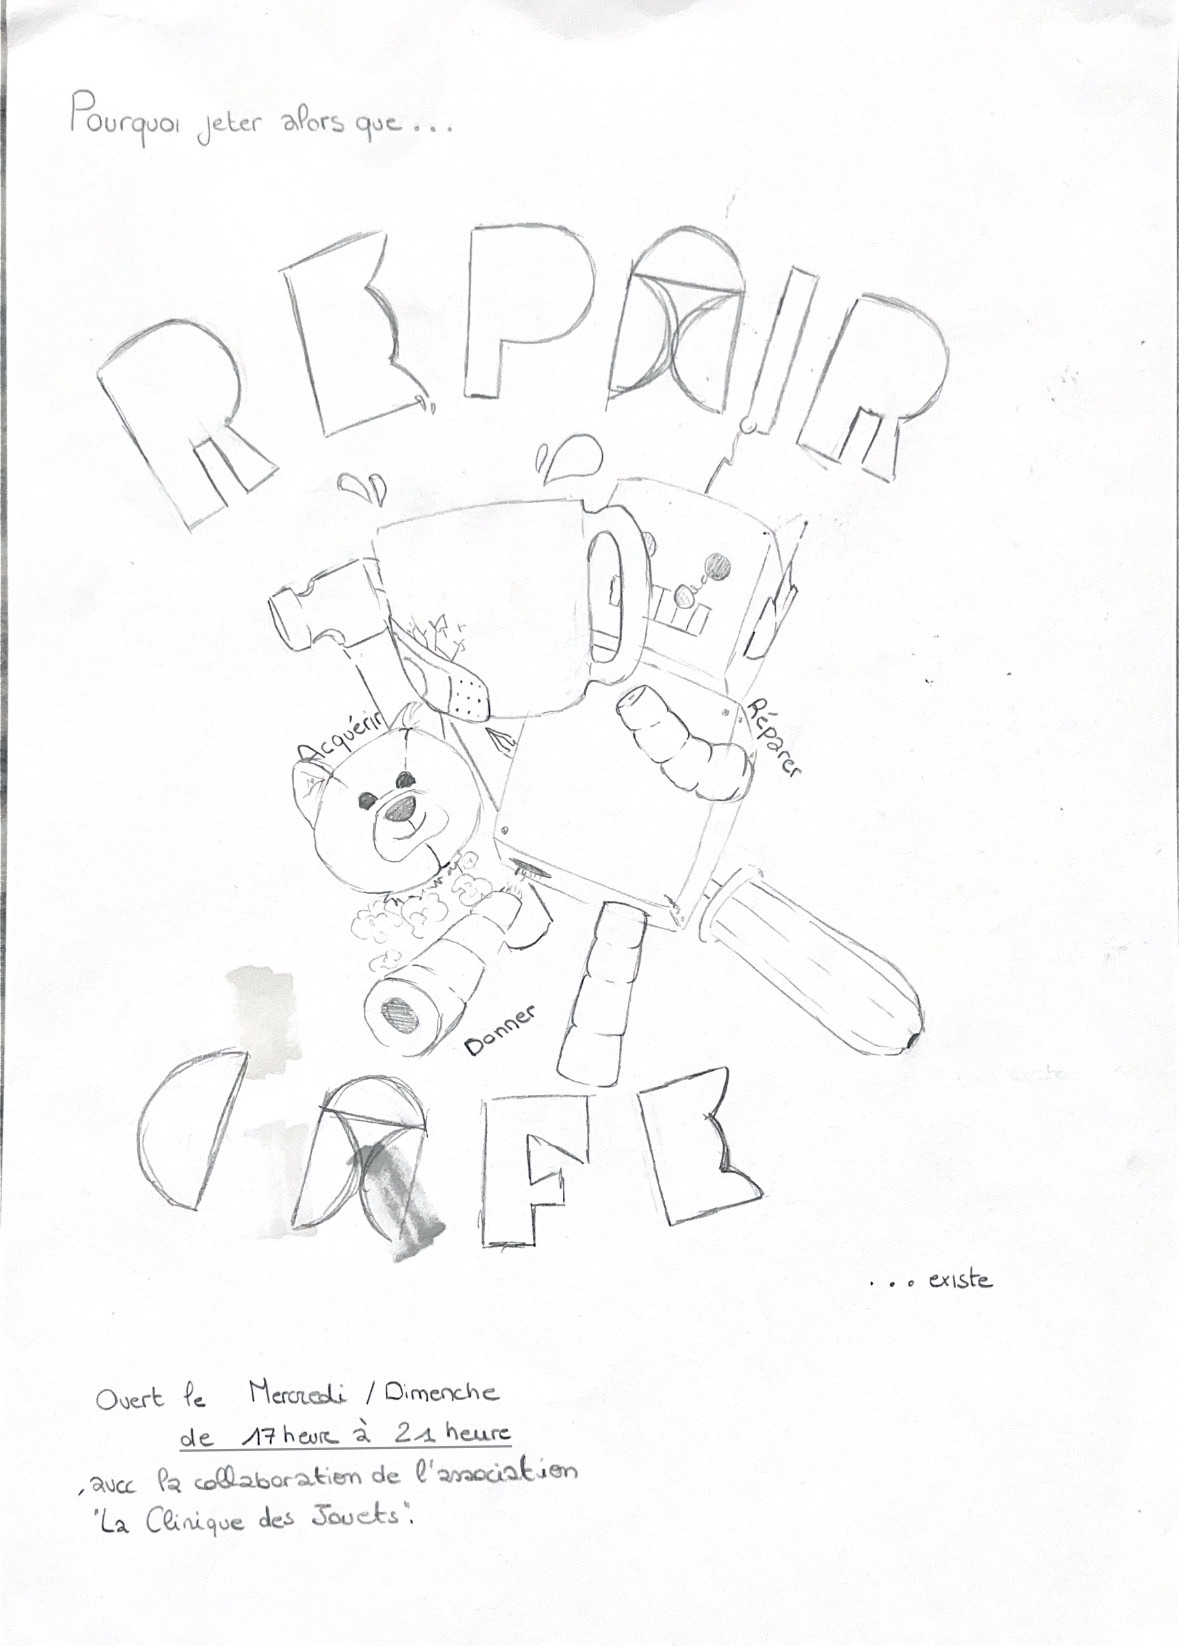 Pourquoi jeter alors que...
REPAIR
Acquérir
Réparer
Donner
CAFE
... existe
Ouvert le Mercredi / Dimenche
de 17 heure à 21 heure
, avec la collaboration de l'association
"La Clinique des Jouets".